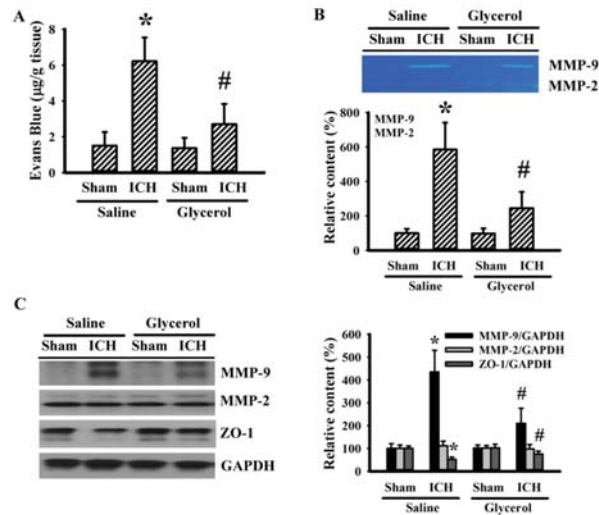 A
Evans Blue (µg/g tissue)
8
6
4
2
0
*
#
Sham ICH Sham ICH
Saline Glycerol
B
Saline Glycerol
Sham ICH Sham ICH
MMP-9
MMP-2
Relative content (%)
800
600
400
200
0
MMP-9
MMP-2
*
#
Sham ICH Sham ICH
Saline Glycerol
C
Saline Glycerol
Sham ICH Sham ICH
MMP-9
MMP-2
ZO-1
GAPDH
Relative content (%)
600
500
400
300
200
100
0
MMP-9/GAPDH
MMP-2/GAPDH
ZO-1/GAPDH
*
*
#
#
Sham ICH Sham ICH
Saline Glycerol